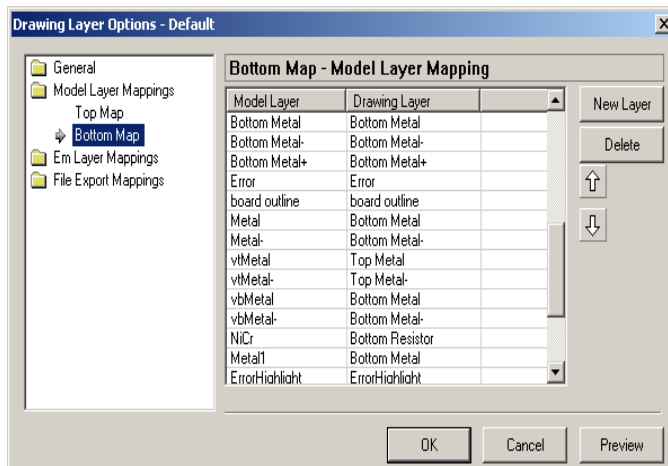 Drawing Layer Options - Default
General
Model Layer Mappings
Top Map
Bottom Map
Em Layer Mappings
File Export Mappings
Bottom Map - Model Layer Mapping
Model Layer Drawing Layer
Bottom Metal Bottom Metal
Bottom Metal- Bottom Metal-
Bottom Metal+ Bottom Metal+
Error Error
board outline board outline
Metal Bottom Metal
Metal- Bottom Metal-
vtMetal Top Metal
vtMetal- Top Metal-
vbMetal Bottom Metal
vbMetal- Bottom Metal-
NiCr Bottom Resistor
Metal1 Bottom Metal
ErrorHighlight ErrorHighlight
New Layer
Delete
OK Cancel Preview